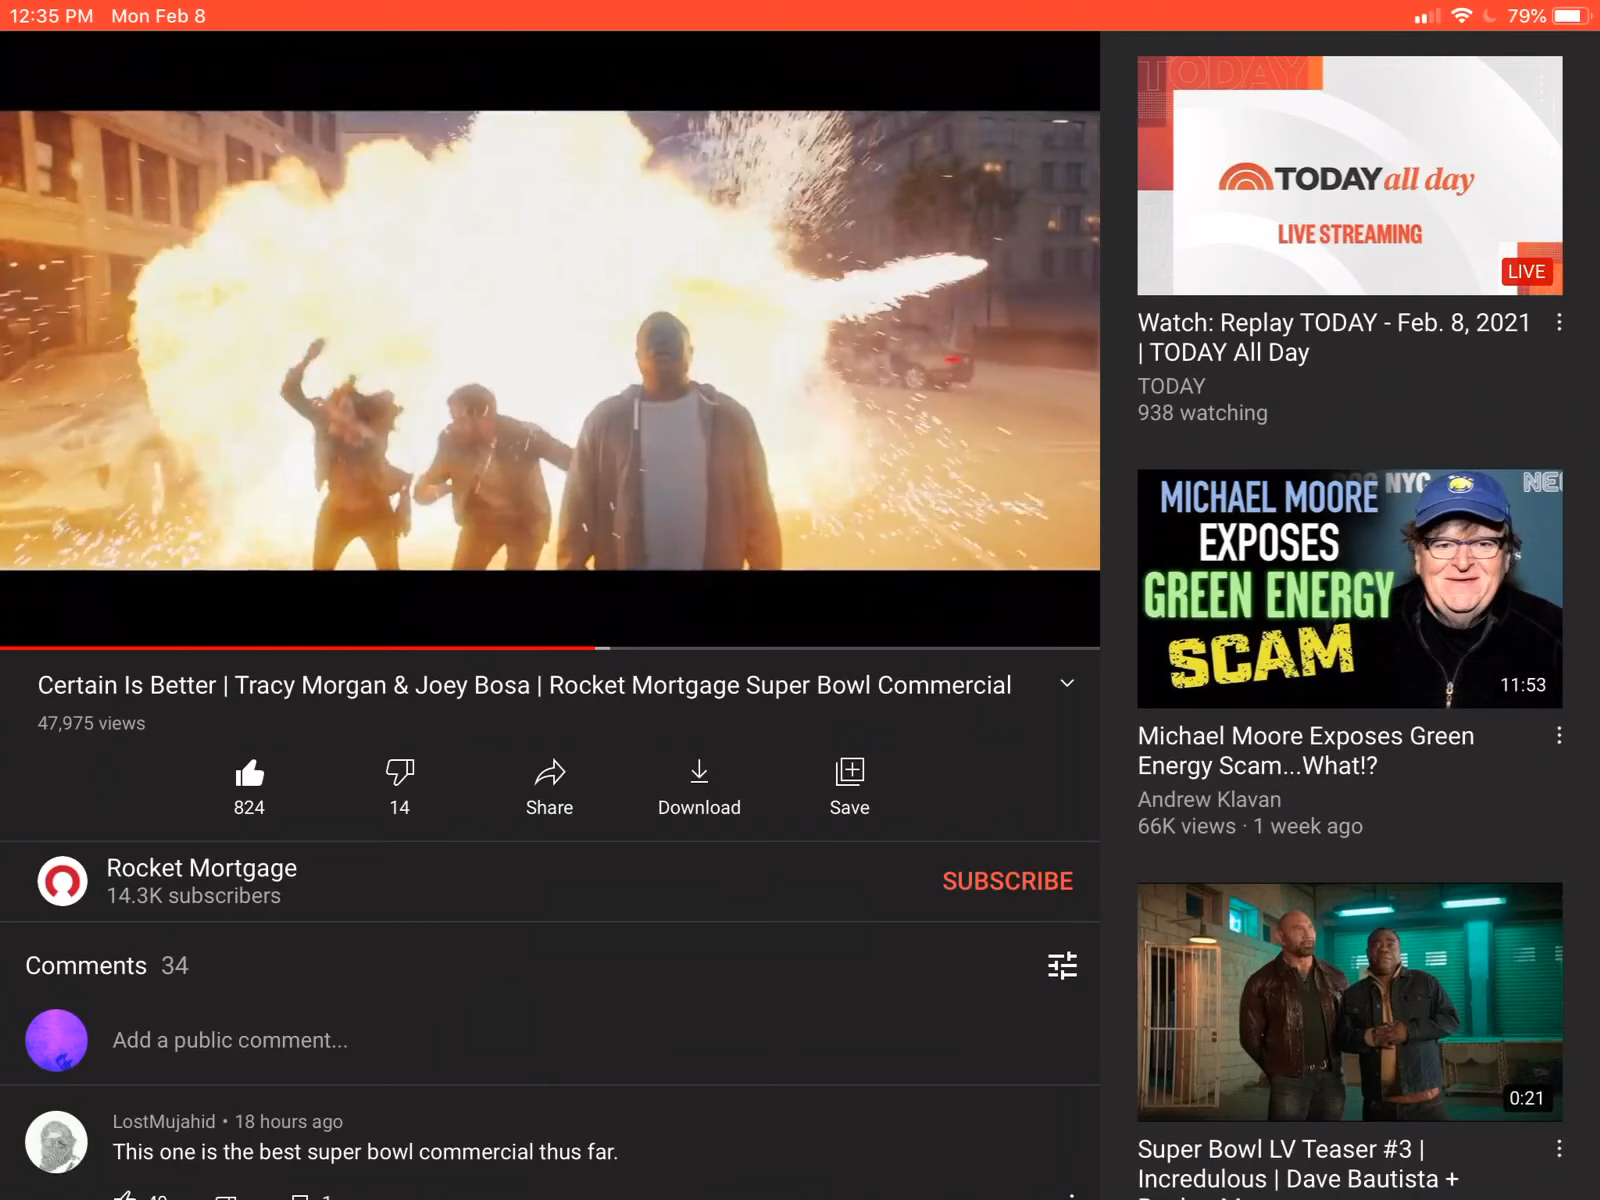 12:35 PM Mon Feb 8
79%
Certain Is Better | Tracy Morgan & Joey Bosa | Rocket Mortgage Super Bowl Commercial
47,975 views
824
14
Share
Download
Save
Rocket Mortgage
14.3K subscribers
SUBSCRIBE
Comments 34
Add a public comment...
LostMujahid • 18 hours ago
This one is the best super bowl commercial thus far.
TODAY
TODAY all day
LIVE STREAMING
LIVE
Watch: Replay TODAY - Feb. 8, 2021
| TODAY All Day
TODAY
938 watching
NYC
MICHAEL MOORE
EXPOSES
GREEN ENERGY
SCAM
11:53
Michael Moore Exposes Green
Energy Scam...What!?
Andrew Klavan
66K views · 1 week ago
0:21
Super Bowl LV Teaser #3 |
Incredulous | Dave Bautista +